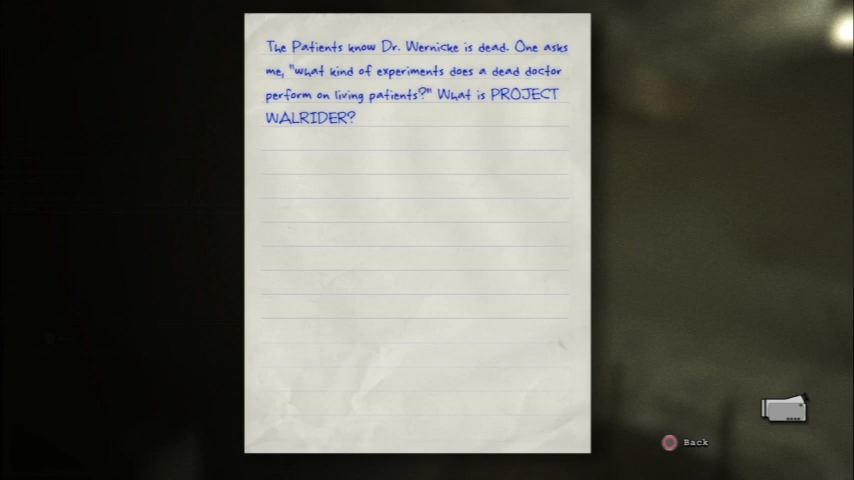 The Patients know Dr. Wernicke is dead. One asks
me, "what kind of experiments does a dead doctor
perform on living patients?" What is PROJECT
WALRIDER?
Back